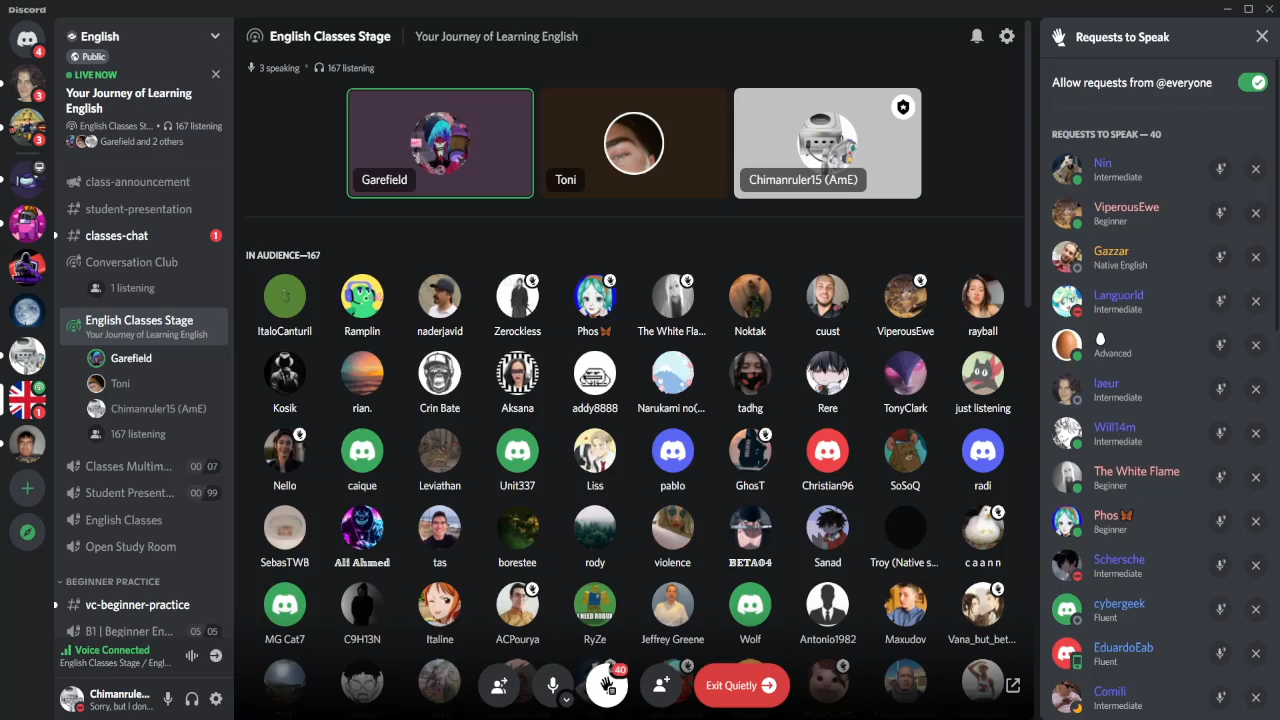 Discord
4
3
3
1
English
Public
LIVE NOW
Your Journey of Learning
English
English Classes St... • 167 listening
Garefield and 2 others
class-announcement
student-presentation
classes-chat
1
Conversation Club
1 listening
English Classes Stage
Your Journey of Learning English
Garefield
Toni
Chimanruler15 (AmE)
167 listening
Classes Multim... 00 07
Student Present... 00 99
English Classes
Open Study Room
BEGINNER PRACTICE
vc-beginner-practice
B1 | Beginner En... 05 05
Voice Connected
English Classes Stage / Engl...
Chimanrule...
Sorry, but I don...
English Classes Stage
Your Journey of Learning English
3 speaking • 167 listening
Garefield
Toni
Chimanruler15 (AmE)
IN AUDIENCE—167
ItaloCanturil Ramplin naderjavid Zerockless Phos🦋 The White Fla... Noktak cuust ViperousEwe rayball
Kosik rian. Crin Bate Aksana addy8888 Narukami no(... tadhg Rere TonyClark just listening
Nello caique Leviathan Unit337 Liss pablo GhosT Christian96 SoSoQ radi
SebasTWB 𝐀𝐥𝐢 𝐀𝐡𝐦𝐞𝐝 tas borestee rody violence 𝐁𝐄𝐓𝐀𝟎𝟒 Sanad Troy (Native s... c a a n n
I NEED ROBUX
MG Cat7 C9H13N Italine ACPourya RyZe Jeffrey Greene Wolf Antonio1982 Maxudov Vana_but_bet...
40
Exit Quietly
Requests to Speak
Allow requests from @everyone
REQUESTS TO SPEAK — 40
Nin
Intermediate
ViperousEwe
Beginner
Gazzar
Native English
Languorld
Intermediate
Advanced
laeur
Intermediate
Will14m
Intermediate
The White Flame
Beginner
Phos🦋
Beginner
Schersche
Intermediate
cybergeek
Fluent
EduardoEab
Fluent
Comili
Intermediate